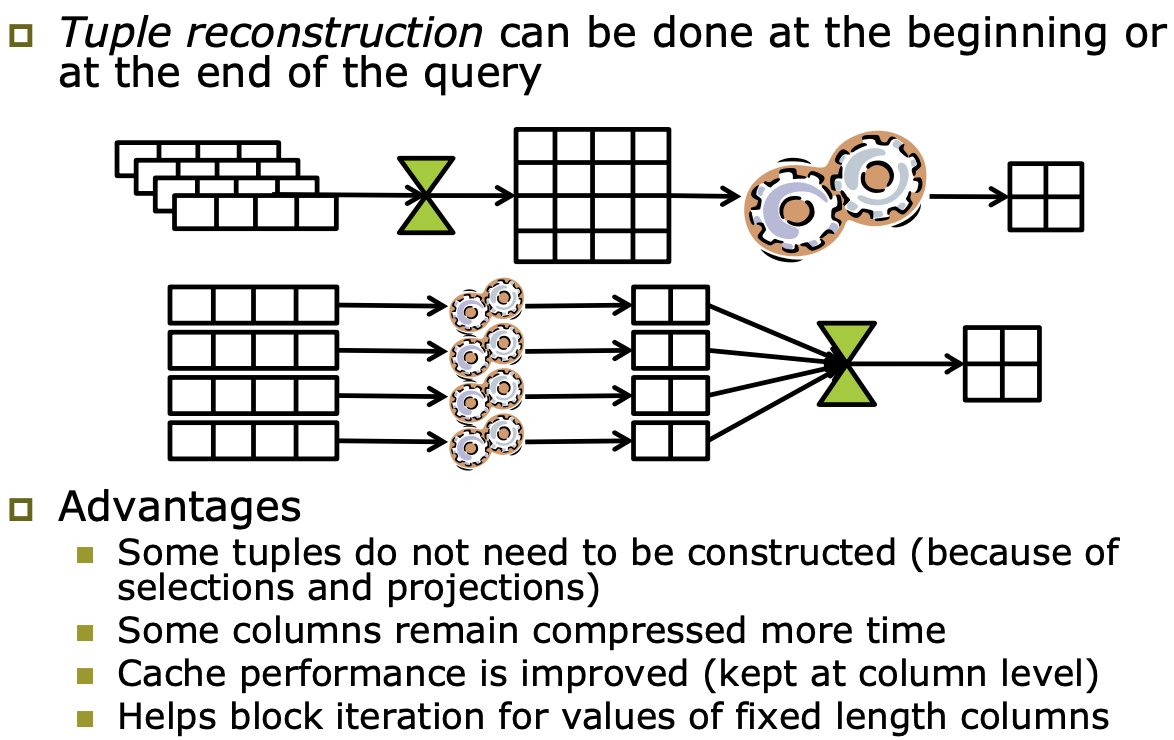 Tuple reconstruction can be done at the beginning or
at the end of the query
Advantages
Some tuples do not need to be constructed (because of
selections and projections)
Some columns remain compressed more time
Cache performance is improved (kept at column level)
Helps block iteration for values of fixed length columns